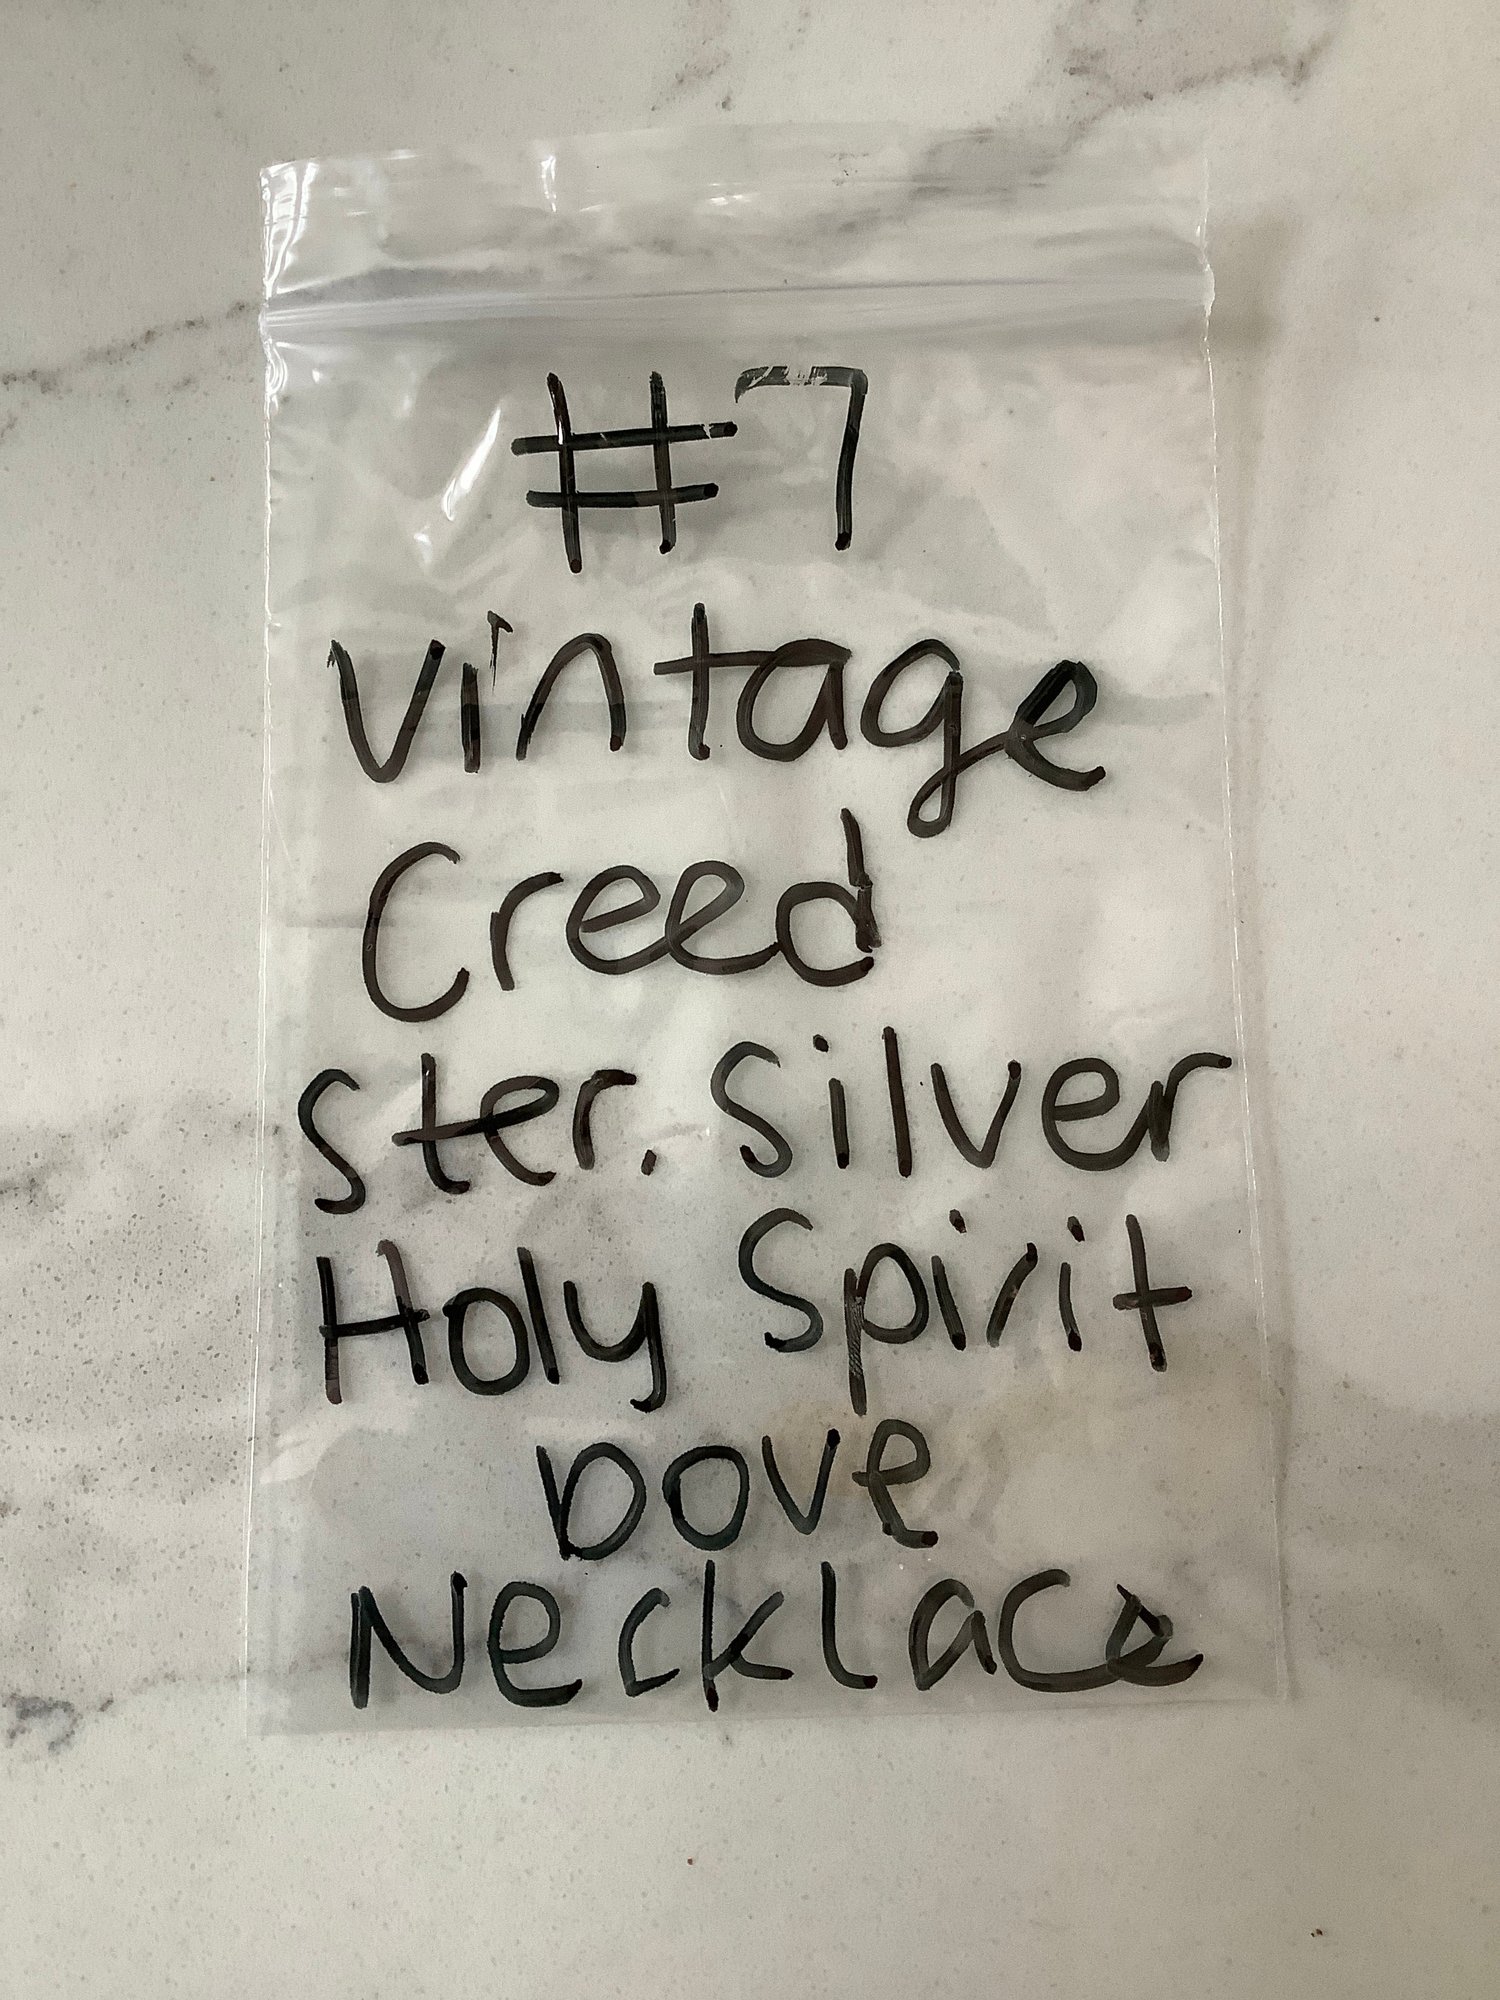 #7
Vintage
Creed
Ster. Silver
Holy Spirit
Dove
Necklace